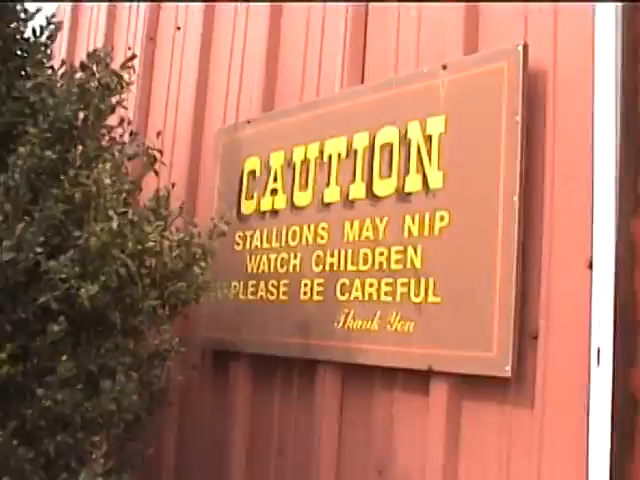 CAUTION
STALLIONS MAY NIP
WATCH CHILDREN
PLEASE BE CAREFUL
Thank You